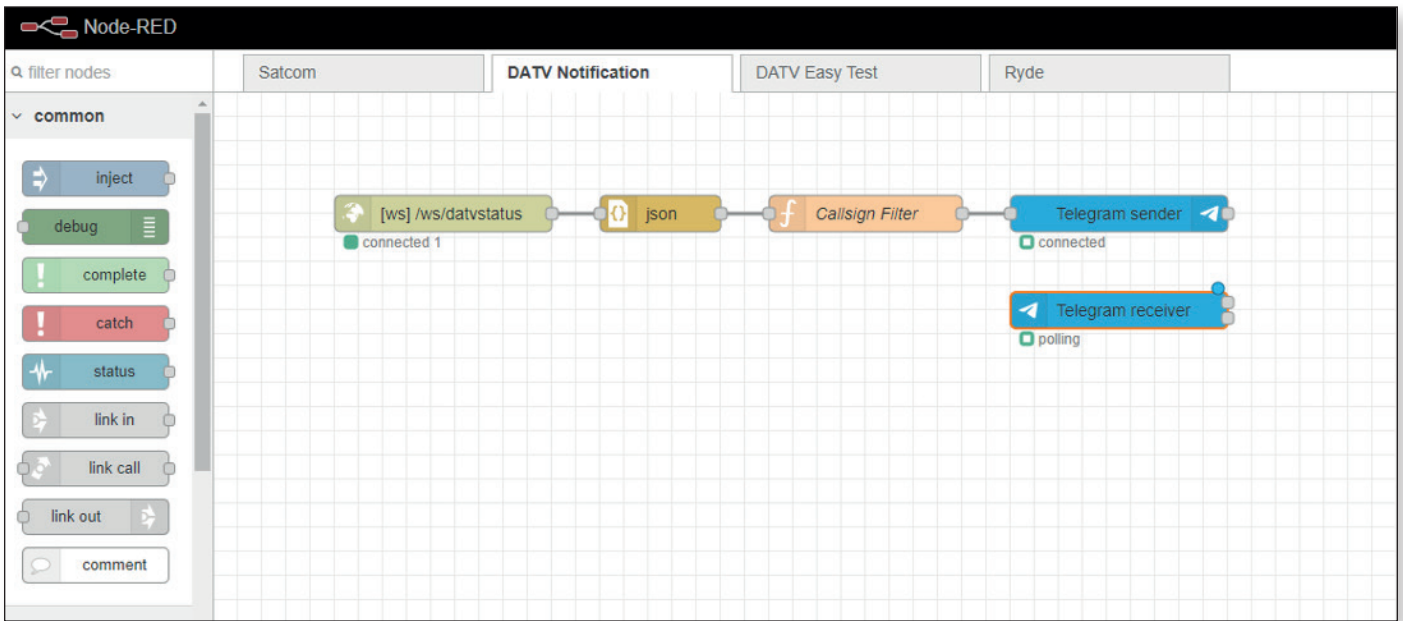 Node-RED
filter nodes
Satcom
DATV Notification
DATV Easy Test
Ryde
common
inject
debug
complete
catch
status
link in
link call
link out
comment
[ws] /ws/datvstatus
connected 1
json
Callsign Filter
Telegram sender
connected
Telegram receiver
polling